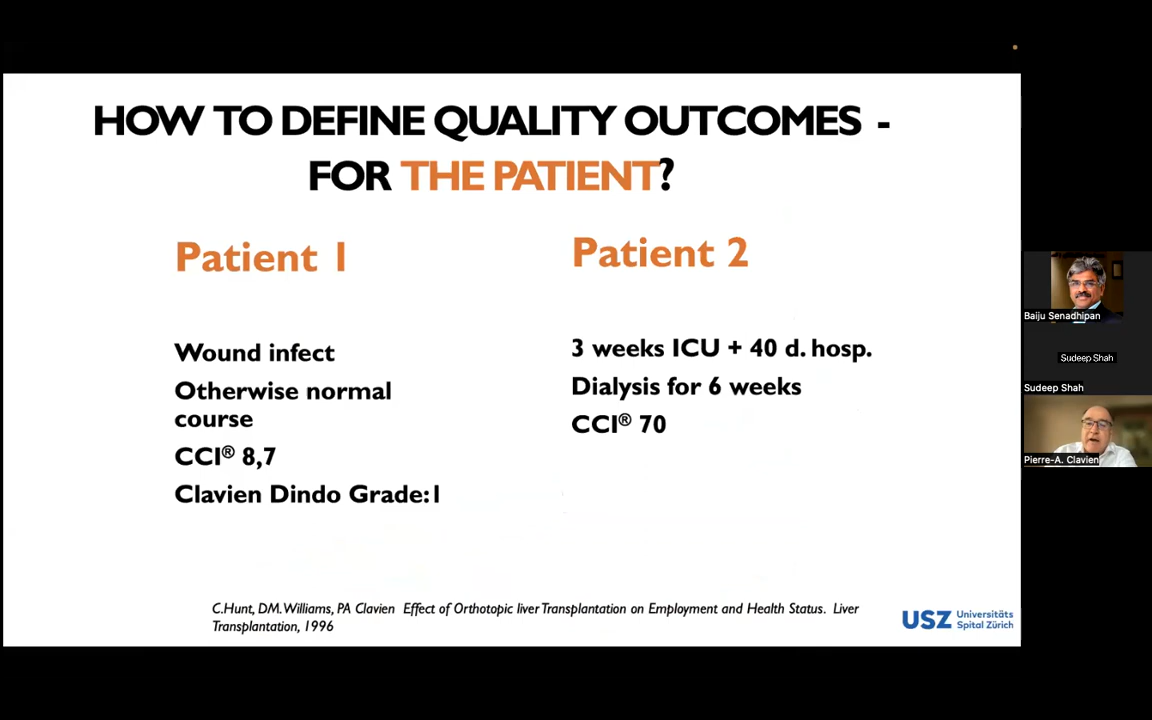 HOW TO DEFINE QUALITY OUTCOMES -
FOR THE PATIENT?
Patient 1
Wound infect
Otherwise normal
course
CCI® 8,7
Clavien Dindo Grade:1
Patient 2
3 weeks ICU + 40 d. hosp.
Dialysis for 6 weeks
CCI® 70
C.Hunt, DM.Williams, PA Clavien Effect of Orthotopic liver Transplantation on Employment and Health Status. Liver
Transplantation, 1996
USZ Universitäts
Spital Zürich
Baiju Senadhipan
Sudeep Shah
Sudeep Shah
Pierre-A. Clavien